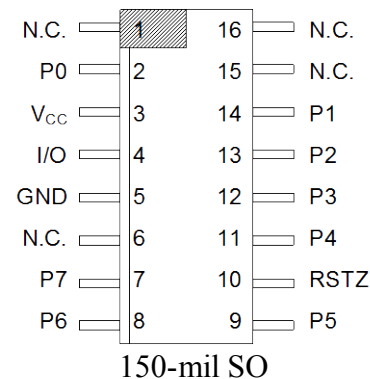 N.C. 1 16 N.C.
P0 2 15 N.C.
VCC 3 14 P1
I/O 4 13 P2
GND 5 12 P3
N.C. 6 11 P4
P7 7 10 RSTZ
P6 8 9 P5
150-mil SO